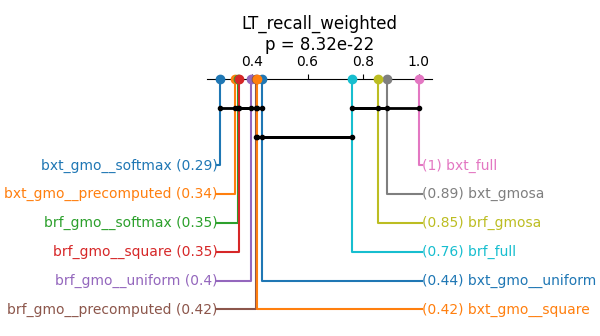 LT_recall_weighted
p = 8.32e-22
0.4 0.6 0.8 1.0
bxt_gmo__softmax (0.29) (1) bxt_full
bxt_gmo__precomputed (0.34) (0.89) bxt_gmosa
brf_gmo__softmax (0.35) (0.85) brf_gmosa
brf_gmo__square (0.35) (0.76) brf_full
brf_gmo__uniform (0.4) (0.44) bxt_gmo__uniform
brf_gmo__precomputed (0.42) (0.42) bxt_gmo__square